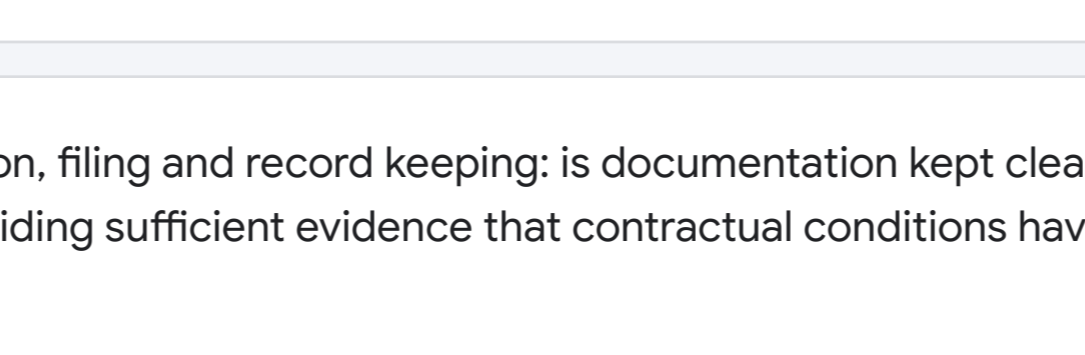 on, filing and record keeping: is documentation kept clea
iding sufficient evidence that contractual conditions hav